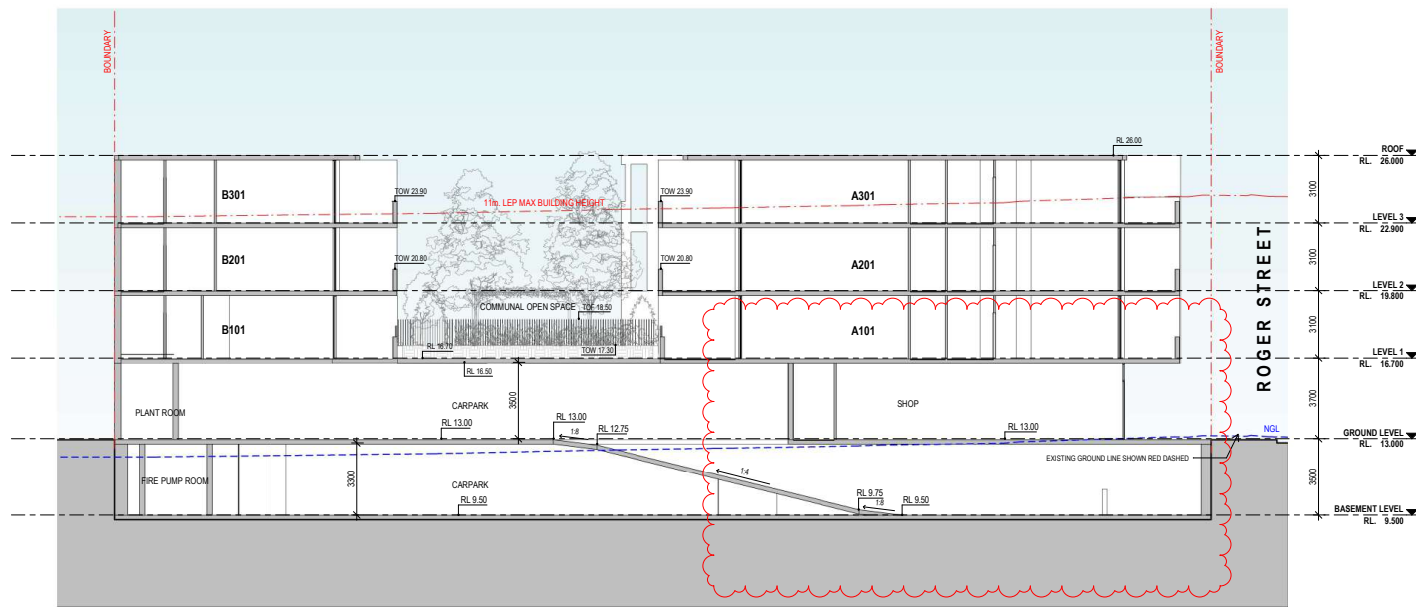 BOUNDARY
BOUNDARY
RL 26.00
ROOF
RL. 26.000
3100
B301
TOW 23.90
11m. LEP MAX BUILDING HEIGHT
TOW 23.90
A301
LEVEL 3
RL. 22.900
3100
B201
TOW 20.80
TOW 20.80
A201
LEVEL 2
RL. 19.800
ROGER STREET
COMMUNAL OPEN SPACE
TOF 18.50
3100
B101
RL 16.70
TOW 17.30
A101
LEVEL 1
RL. 16.700
RL 16.50
3500
3700
PLANT ROOM
CARPARK
SHOP
RL 13.00
RL 13.00
1:8
RL 12.75
RL 13.00
NGL
GROUND LEVEL
RL. 13.000
EXISTING GROUND LINE SHOWN RED DASHED
1:4
FIRE PUMP ROOM
3300
CARPARK
3500
RL 9.50
RL 9.75
1:8
RL 9.50
BASEMENT LEVEL
RL. 9.500